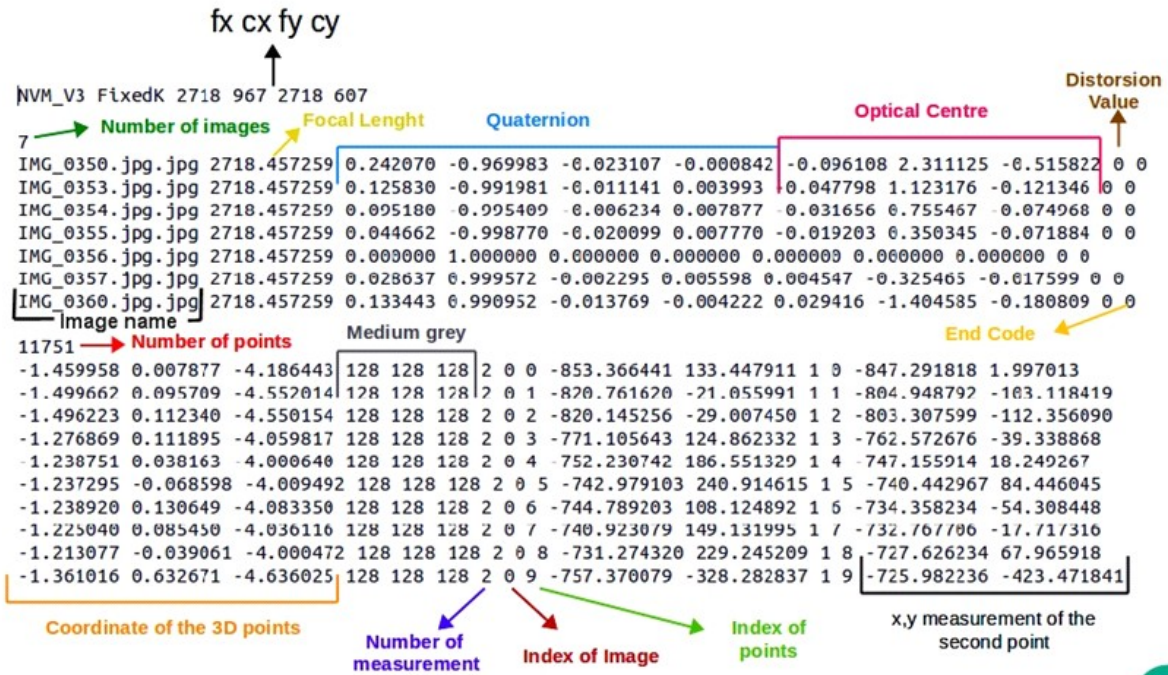 fx cx fy cy
NVM_V3 FixedK 2718 967 2718 607
Distorsion
Value
7
Number of images
Focal Lenght
Quaternion
Optical Centre
IMG_0350.jpg.jpg 2718.457259 0.242070 -0.969983 -0.023107 -0.000842 -0.096108 2.311125 -0.515822 0 0
IMG_0353.jpg.jpg 2718.457259 0.125830 -0.991981 -0.011141 0.003993 -0.047798 1.123176 -0.121346 0 0
IMG_0354.jpg.jpg 2718.457259 0.095180 -0.995409 -0.006234 0.007877 -0.031656 0.755467 -0.074968 0 0
IMG_0355.jpg.jpg 2718.457259 0.044662 -0.998770 -0.020099 0.007770 -0.019203 0.350345 -0.071884 0 0
IMG_0356.jpg.jpg 2718.457259 0.000000 1.000000 0.000000 0.000000 0.000000 0.000000 0.000000 0 0
IMG_0357.jpg.jpg 2718.457259 0.028637 0.999572 -0.002295 0.005598 0.004547 -0.325465 -0.017599 0 0
IMG_0360.jpg.jpg 2718.457259 0.133443 0.990952 -0.013769 -0.004222 0.029416 -1.404585 -0.180809 0 0
Image name
11751
Number of points
Medium grey
End Code
-1.459958 0.007877 -4.186443 128 128 128 2 0 0 -853.366441 133.447911 1 0 -847.291818 1.997013
-1.499662 0.095709 -4.552014 128 128 128 2 0 1 -820.761620 -21.055991 1 1 -804.948792 -103.118419
-1.496223 0.112340 -4.550154 128 128 128 2 0 2 -820.145256 -29.007450 1 2 -803.307599 -112.356090
-1.276869 0.111895 -4.059817 128 128 128 2 0 3 -771.105643 124.862332 1 3 -762.572676 -39.338868
-1.238751 0.038163 -4.000640 128 128 128 2 0 4 -752.230742 186.551329 1 4 -747.155914 18.249267
-1.237295 -0.068598 -4.009492 128 128 128 2 0 5 -742.979103 240.914615 1 5 -740.442967 84.446045
-1.238920 0.130649 -4.083350 128 128 128 2 0 6 -744.789203 108.124892 1 6 -734.358234 -54.308448
-1.225040 0.085450 -4.036116 128 128 128 2 0 7 -740.923079 149.131995 1 7 -732.767706 -17.717316
-1.213077 -0.039061 -4.000472 128 128 128 2 0 8 -731.274320 229.245209 1 8 -727.626234 67.965918
-1.361016 0.632671 -4.636025 128 128 128 2 0 9 -757.370079 -328.282837 1 9 -725.982236 -423.471841
Coordinate of the 3D points
Number of
measurement
Index of Image
Index of
points
x,y measurement of the
second point